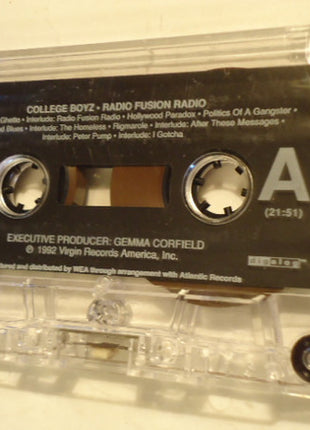 COLLEGE BOYZ • RADIO FUSION RADIO
Ghetto • Interlude: Radio Fusion Radio • Hollywood Paradox • Politics Of A Gangster •
Blues • Interlude: The Homeless • Rigmarole • Interlude: After These Messages •
Interlude: Peter Pump • Interlude: I Gotcha
A
(21:51)
EXECUTIVE PRODUCER: GEMMA CORFIELD
℗ 1992 Virgin Records America, Inc.
and distributed by WEA through arrangement with Atlantic Records
digalog